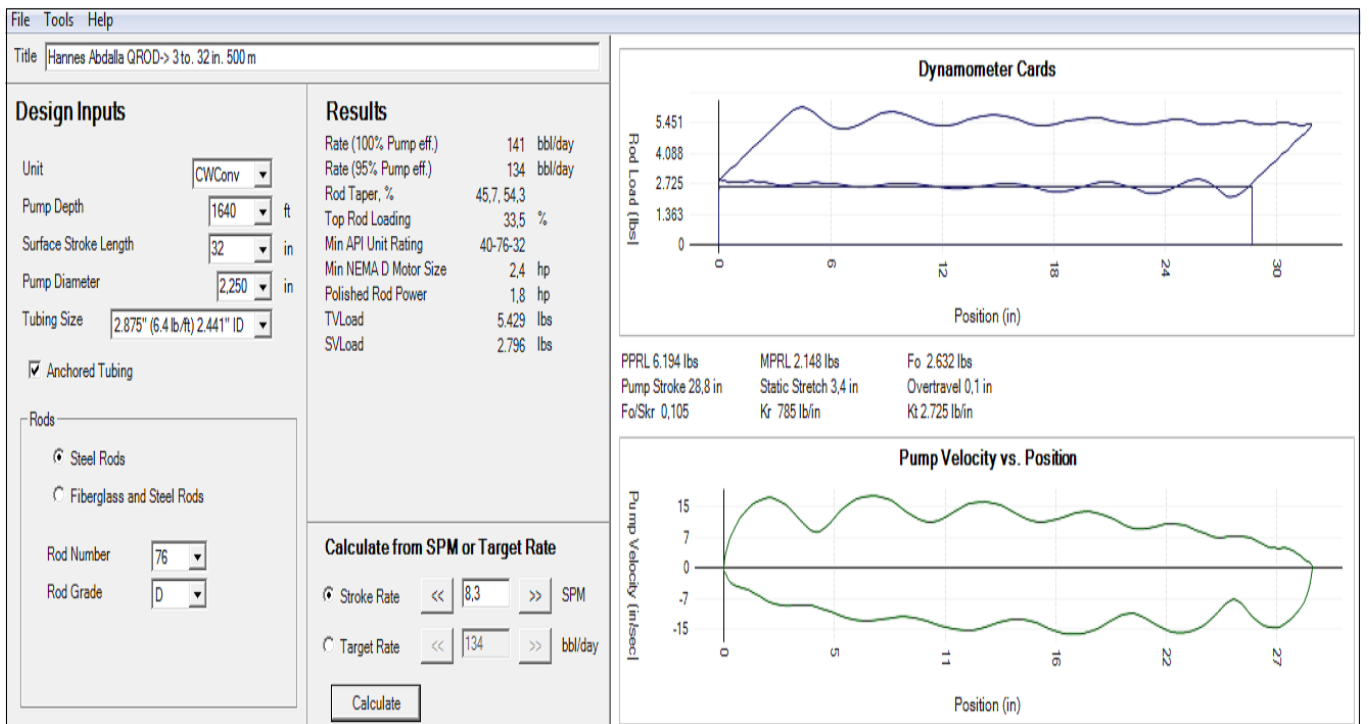 File Tools Help
Title Hannes Abdalla QROD-> 3 to. 32 in. 500 m
Design Inputs
Unit CWConv
Pump Depth 1640 ft
Surface Stroke Length 32 in
Pump Diameter 2,250 in
Tubing Size 2.875" (6.4 lb/ft) 2.441" ID
Anchored Tubing
Rods
Steel Rods
Fiberglass and Steel Rods
Rod Number 76
Rod Grade D
Results
Rate (100% Pump eff.) 141 bbl/day
Rate (95% Pump eff.) 134 bbl/day
Rod Taper, % 45,7, 54,3
Top Rod Loading 33,5 %
Min API Unit Rating 40-76-32
Min NEMA D Motor Size 2,4 hp
Polished Rod Power 1,8 hp
TVLoad 5.429 lbs
SVLoad 2.796 lbs
Calculate from SPM or Target Rate
Stroke Rate << 8,3 >> SPM
Target Rate << 134 >> bbl/day
Calculate
Dynamometer Cards
Rod Load (lbs)
5.451
4.088
2.725
1.363
0
0 6 12 18 24 30
Position (in)
PPRL 6.194 lbs MPRL 2.148 lbs Fo 2.632 lbs
Pump Stroke 28,8 in Static Stretch 3,4 in Overtravel 0,1 in
Fo/Skr 0,105 Kr 785 lb/in Kt 2.725 lb/in
Pump Velocity vs. Position
Pump Velocity (in/sec)
15
7
0
-7
-15
0 5 11 16 22 27
Position (in)